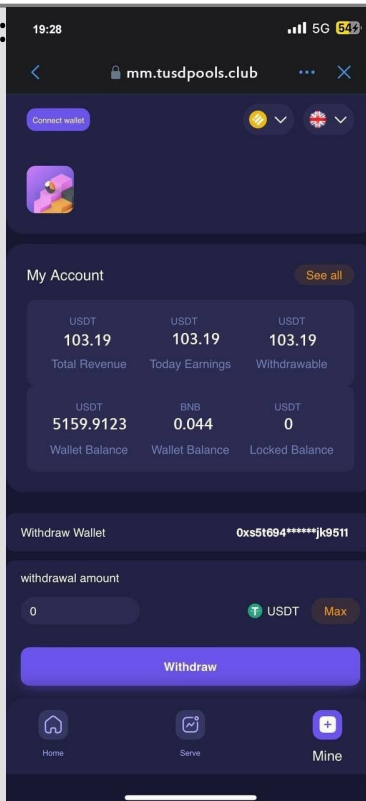 19:28 5G 54
mm.tusdpools.club
Connect wallet
My Account See all
USDT USDT USDT
103.19 103.19 103.19
Total Revenue Today Earnings Withdrawable
USDT BNB USDT
5159.9123 0.044 0
Wallet Balance Wallet Balance Locked Balance
Withdraw Wallet 0xs5t694******jk9511
withdrawal amount
0 USDT Max
Withdraw
Home Serve Mine